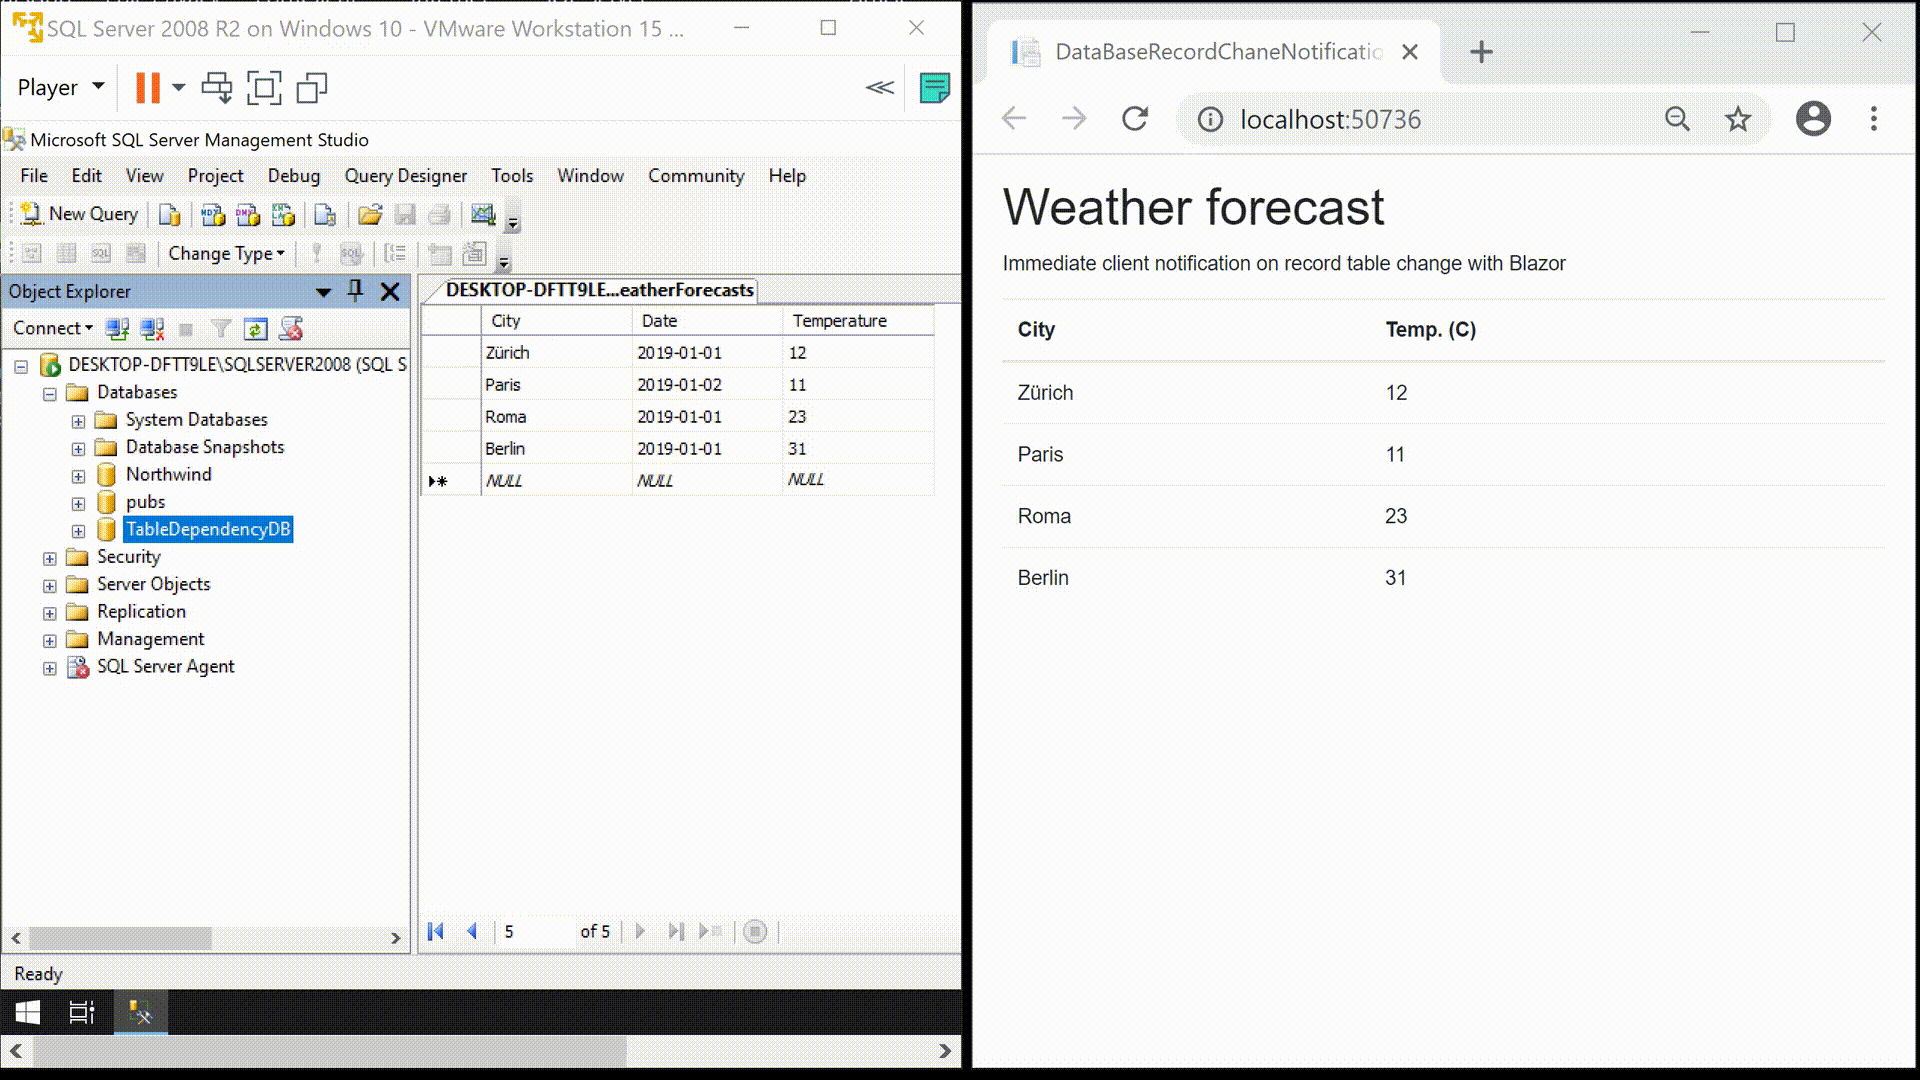 SQL Server 2008 R2 on Windows 10 - VMware Workstation 15 ...
Player
Microsoft SQL Server Management Studio
File Edit View Project Debug Query Designer Tools Window Community Help
New Query
Change Type
Object Explorer
Connect
DESKTOP-DFTT9LE\SQLSERVER2008 (SQL S
Databases
System Databases
Database Snapshots
Northwind
pubs
TableDependencyDB
Security
Server Objects
Replication
Management
SQL Server Agent
DESKTOP-DFTT9LE...eatherForecasts
City Date Temperature
Zürich 2019-01-01 12
Paris 2019-01-02 11
Roma 2019-01-01 23
Berlin 2019-01-01 31
NULL NULL NULL
5 of 5
Ready
DataBaseRecordChaneNotificatio
localhost:50736
Weather forecast
Immediate client notification on record table change with Blazor
City Temp. (C)
Zürich 12
Paris 11
Roma 23
Berlin 31